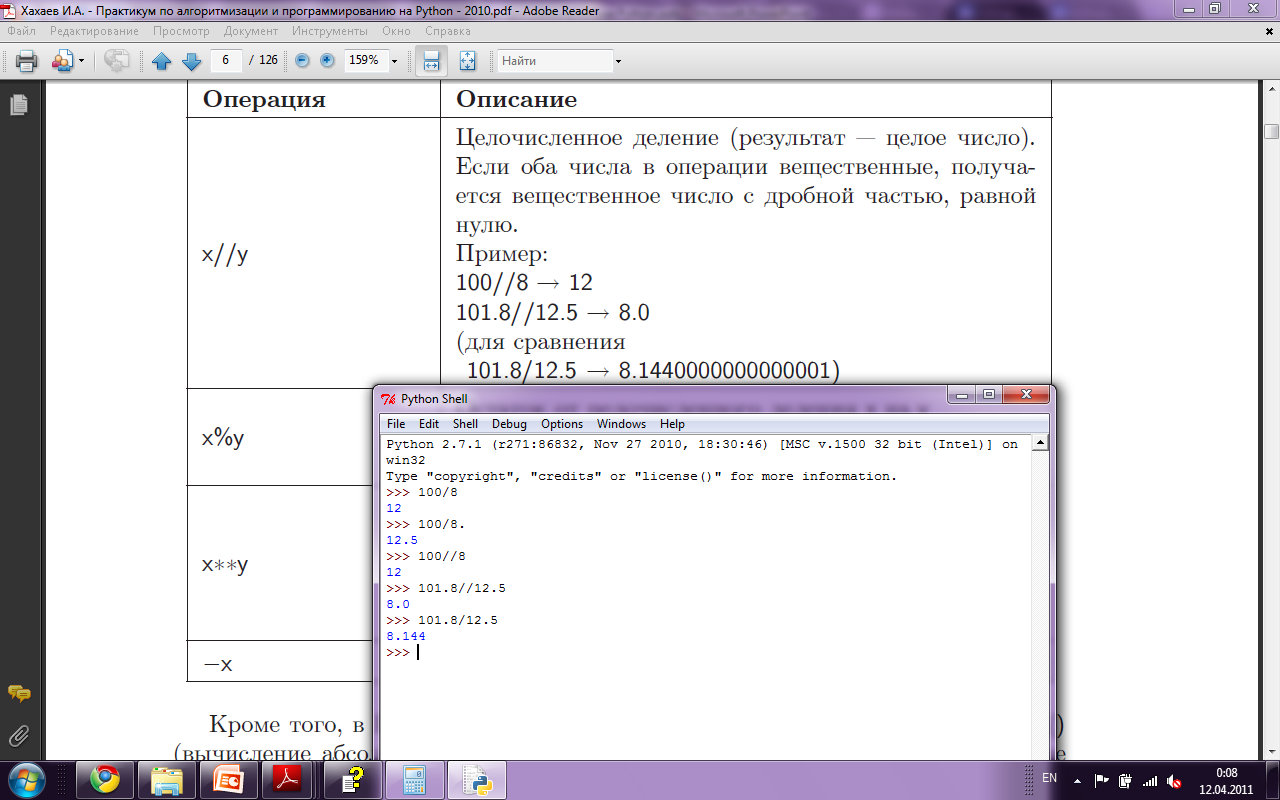 Хахаев И.А. - Практикум по алгоритмизации и программированию на Python - 2010.pdf - Adobe Reader
Файл Редактирование Просмотр Документ Инструменты Окно Справка
6 / 126 159% Найти
Операция Описание
x//y
Целочисленное деление (результат — целое число).
Если оба числа в операции вещественные, получа-
ется вещественное число с дробной частью, равной
нулю.
Пример:
100//8 → 12
101.8//12.5 → 8.0
(для сравнения
101.8/12.5 → 8.1440000000000001)
x%y
x**y
−x
Кроме того, в
(вычисление
Python Shell
File Edit Shell Debug Options Windows Help
Python 2.7.1 (r271:86832, Nov 27 2010, 18:30:46) [MSC v.1500 32 bit (Intel)] on
win32
Type "copyright", "credits" or "license()" for more information.
>>> 100/8
12
>>> 100/8.
12.5
>>> 100//8
12
>>> 101.8//12.5
8.0
>>> 101.8/12.5
8.144
>>>
EN 0:08
12.04.2011